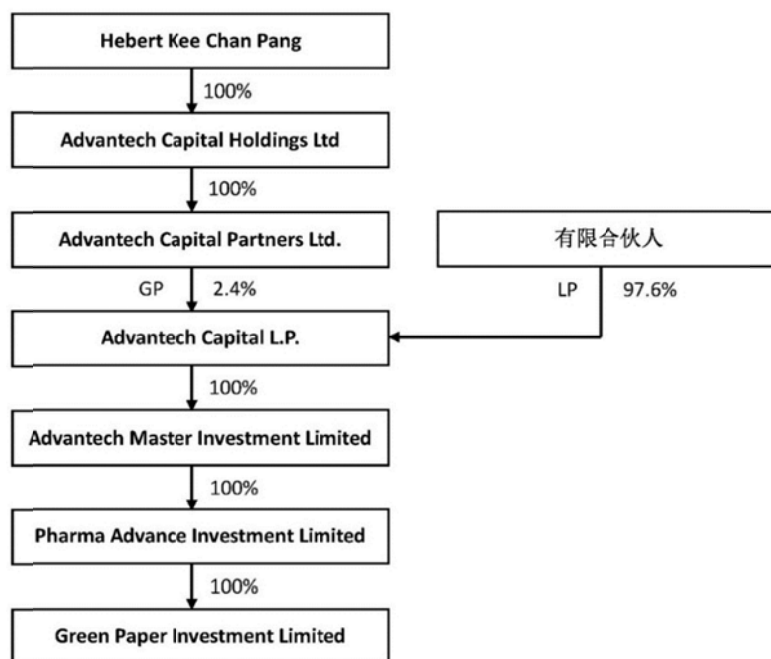 Hebert Kee Chan Pang
100%
Advantech Capital Holdings Ltd
100%
Advantech Capital Partners Ltd.
有限合伙人
GP 2.4%
LP 97.6%
Advantech Capital L.P.
100%
Advantech Master Investment Limited
100%
Pharma Advance Investment Limited
100%
Green Paper Investment Limited